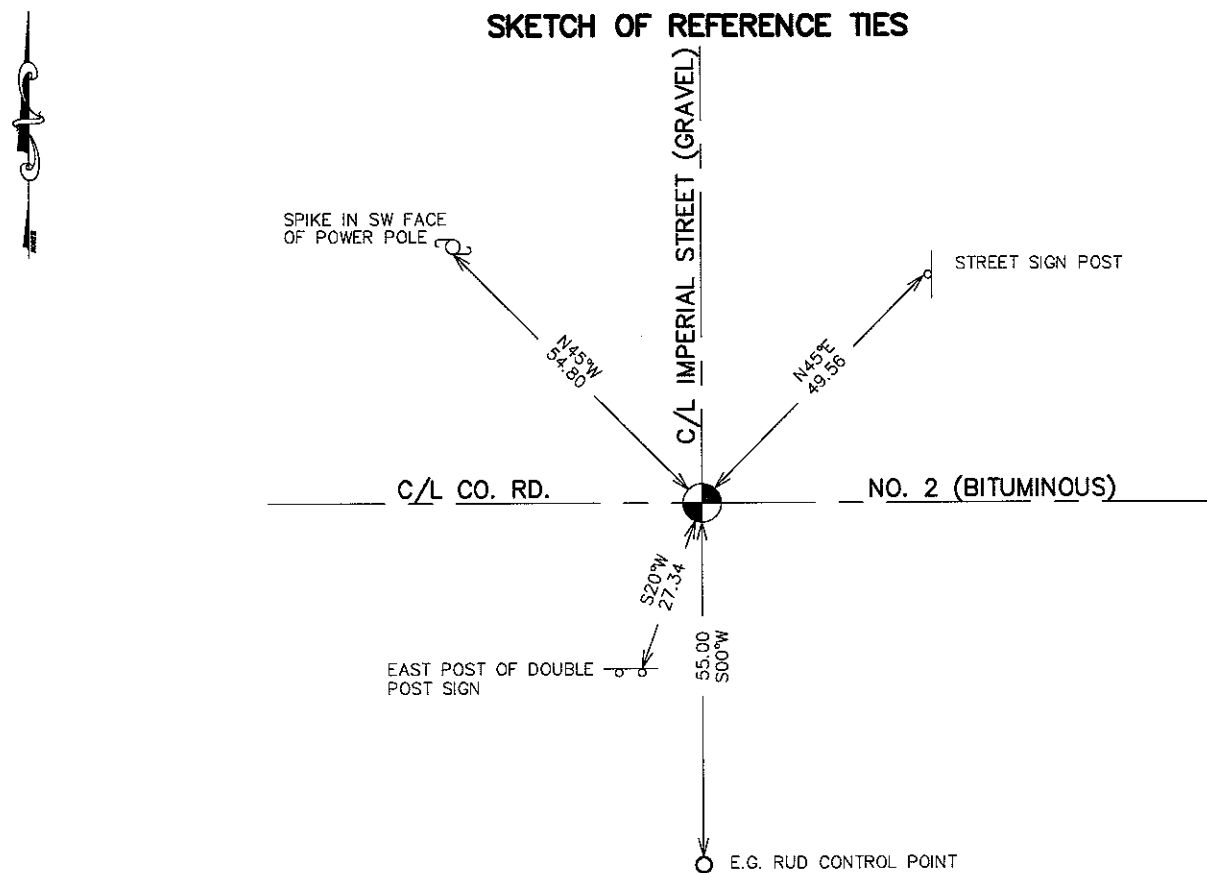 SKETCH OF REFERENCE TIES
C/L IMPERIAL STREET (GRAVEL)
SPIKE IN SW FACE
OF POWER POLE
STREET SIGN POST
N45°W
54.80
N45°E
49.56
C/L CO. RD.
NO. 2 (BITUMINOUS)
S20°W
27.34
55.00
S00°W
EAST POST OF DOUBLE
POST SIGN
E.G. RUD CONTROL POINT